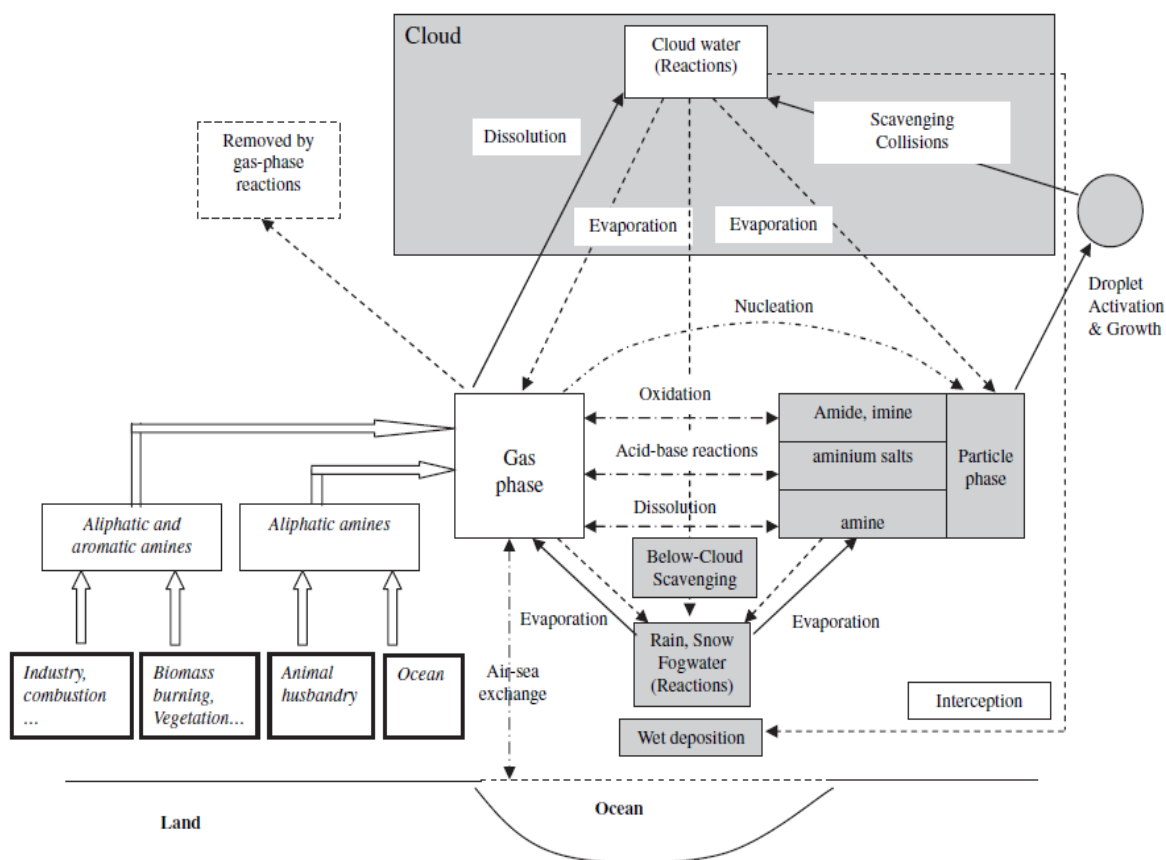 Cloud
Cloud water
(Reactions)
Scavenging
Collisions
Dissolution
Removed by
gas-phase
reactions
Evaporation
Evaporation
Droplet
Activation
& Growth
Nucleation
Oxidation
Acid-base reactions
Dissolution
Gas
phase
Amide, imine
aminium salts
amine
Particle
phase
Aliphatic and
aromatic amines
Aliphatic amines
Below-Cloud
Scavenging
Evaporation
Evaporation
Rain, Snow
Fogwater
(Reactions)
Industry,
combustion
...
Biomass
burning,
Vegetation...
Animal
husbandry
Ocean
Air-sea
exchange
Interception
Wet deposition
Land
Ocean